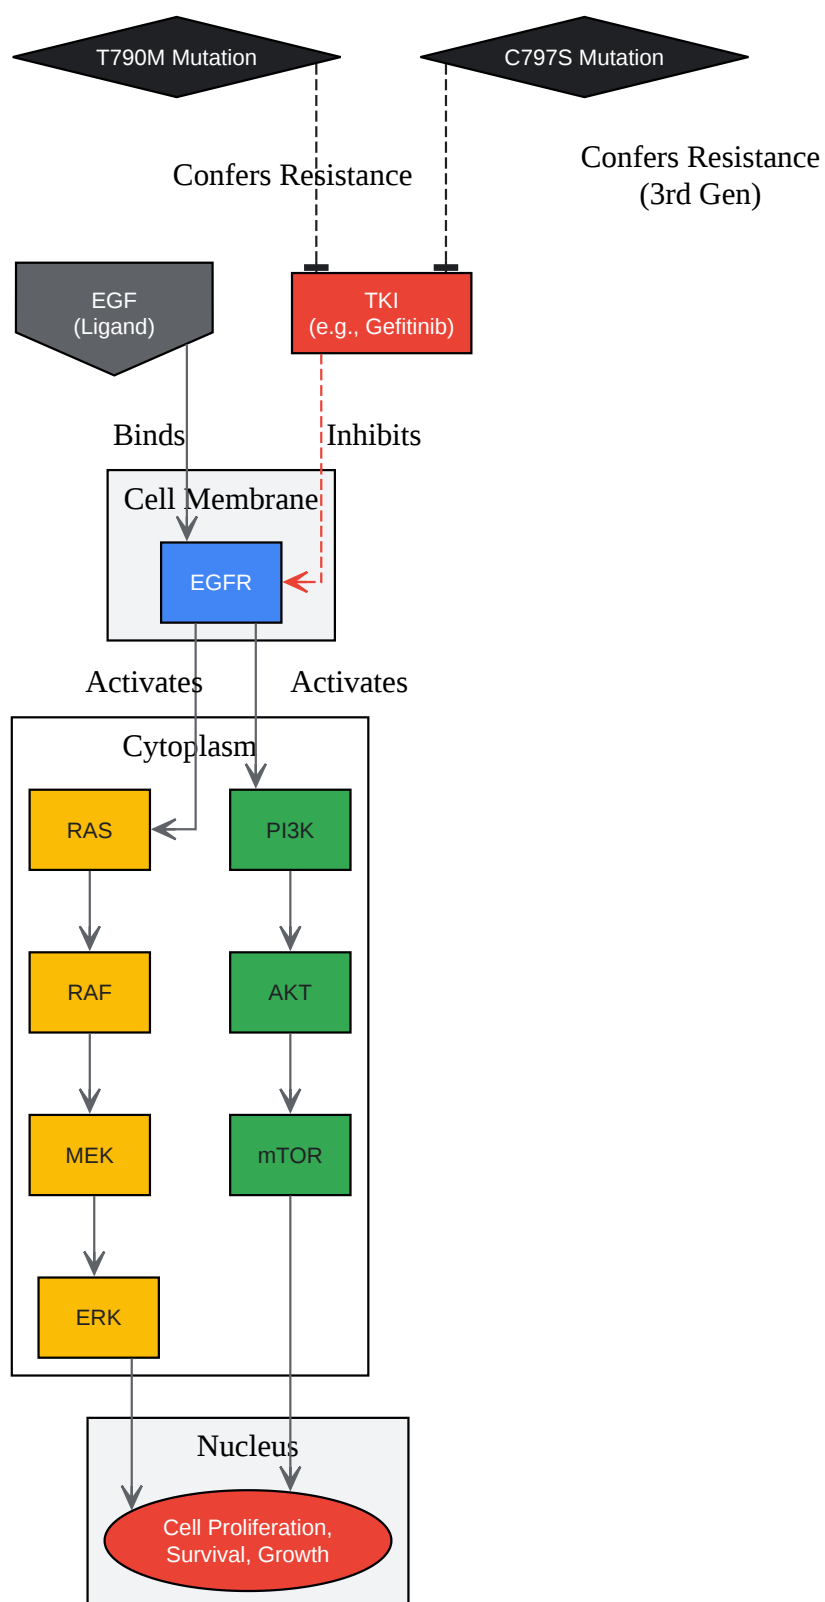 T790M Mutation
C797S Mutation
Confers Resistance
Confers Resistance
(3rd Gen)
EGF
(Ligand)
TKI
(e.g., Gefitinib)
Binds
Inhibits
Cell Membrane
EGFR
Activates
Activates
Cytoplasm
RAS
PI3K
RAF
AKT
MEK
mTOR
ERK
Nucleus
Cell Proliferation,
Survival, Growth